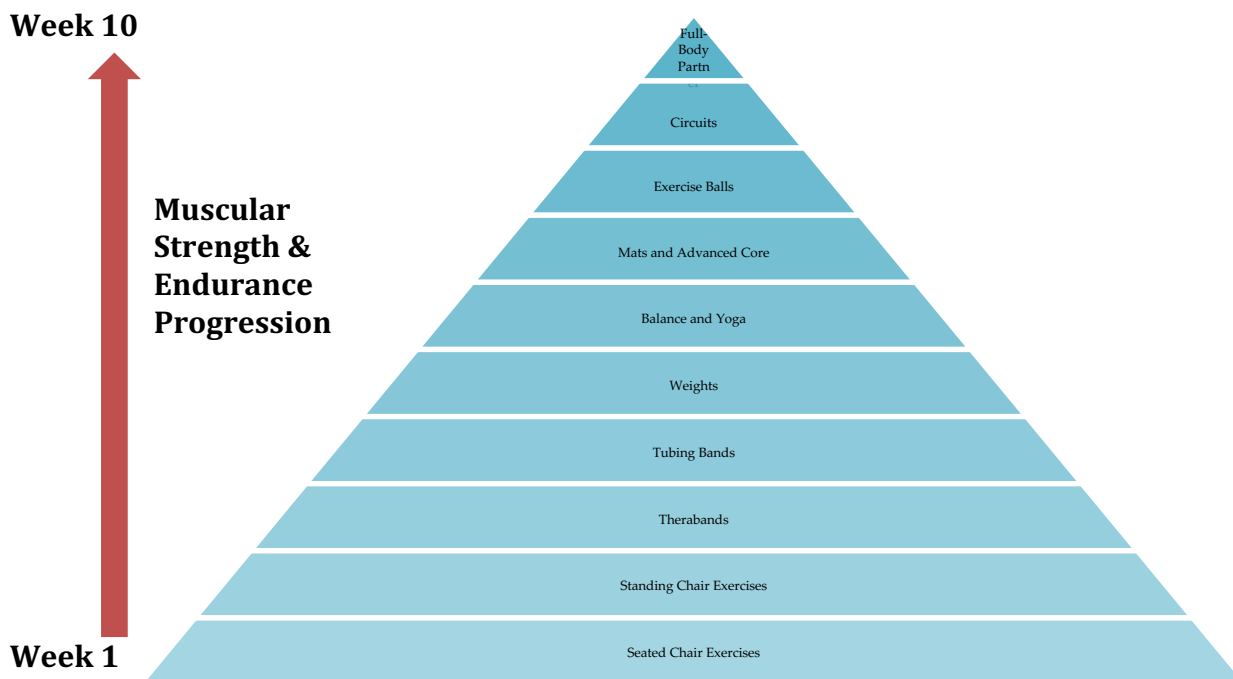 Week 10
Full-
Body
Partn
er
Circuits
Exercise Balls
Muscular
Strength &
Endurance
Progression
Mats and Advanced Core
Balance and Yoga
Weights
Tubing Bands
Therabands
Standing Chair Exercises
Week 1
Seated Chair Exercises